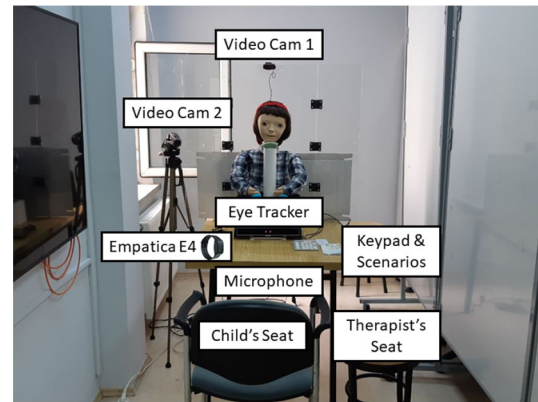 Video Cam 1
Video Cam 2
Eye Tracker
Empatica E4
Keypad &
Scenarios
Microphone
Child's Seat
Therapist's
Seat